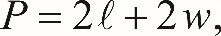 P = 2ℓ + 2w,